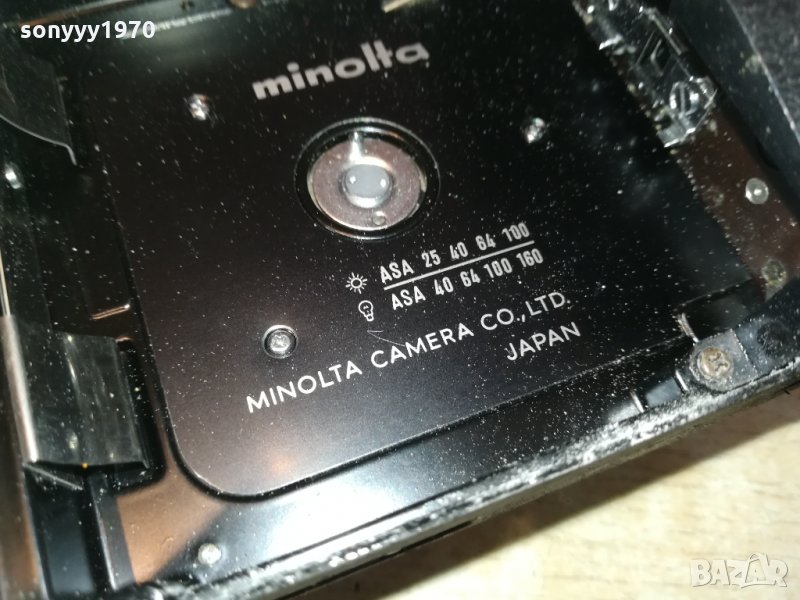 sonyyy1970
minolta
ASA 25 40 64 100
ASA 40 64 100 160
MINOLTA CAMERA CO., LTD.
JAPAN
BAZAR